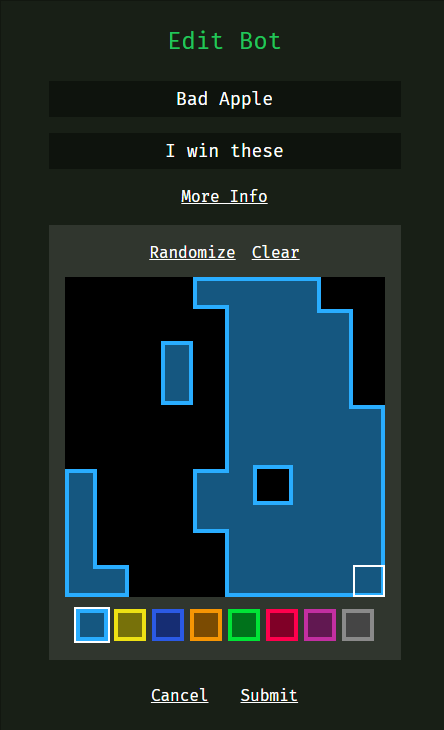 Edit Bot
Bad Apple
I win these
More Info
Randomize Clear
Cancel Submit